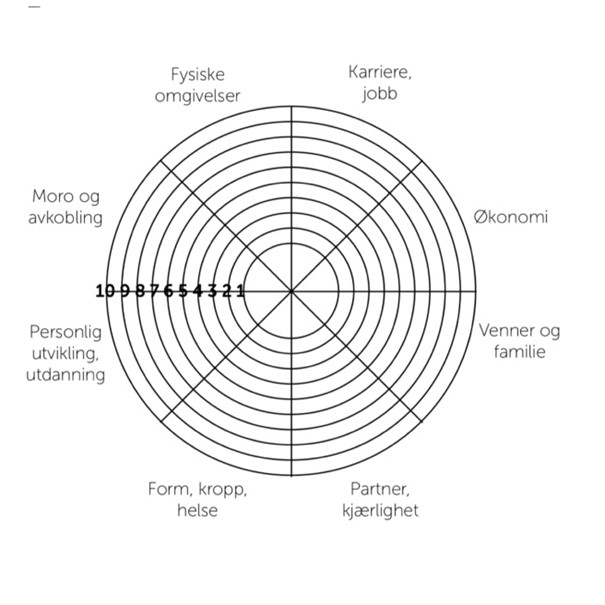 Fysiske
omgivelser
Karriere,
jobb
Moro og
avkobling
Økonomi
10 9 8 7 6 5 4 3 2 1
Personlig
utvikling,
utdanning
Venner og
familie
Form, kropp,
helse
Partner,
kjærlighet